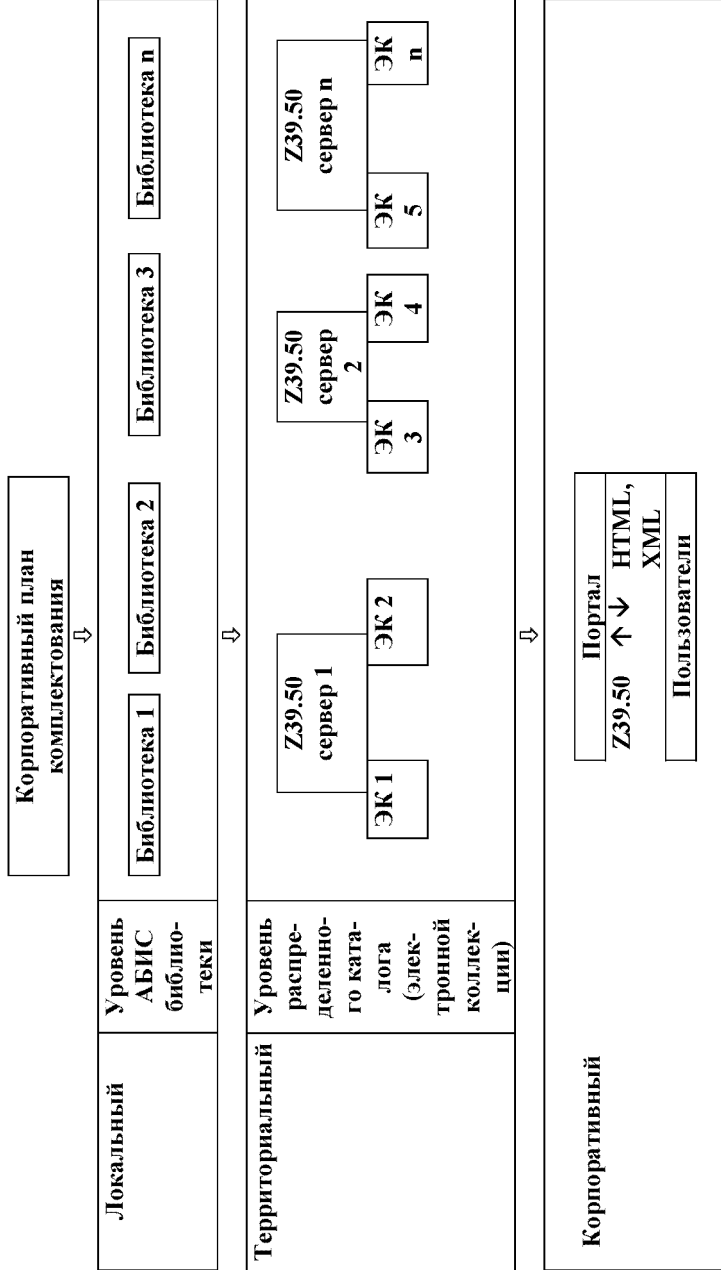 Корпоративный план
комплектования
Локальный
Уровень
АБИС
библио-
теки
Библиотека 1
Библиотека 2
Библиотека 3
Библиотека n
Территориальный
Уровень
распре-
деленно-
го ката-
лога
(элек-
тронной
коллек-
ции)
Z39.50
сервер 1
ЭК 1
ЭК 2
Z39.50
сервер
2
ЭК
3
ЭК
4
Z39.50
сервер n
ЭК
5
ЭК
n
Корпоративный
Портал
Z39.50 ↑↓ HTML,
XML
Пользователи